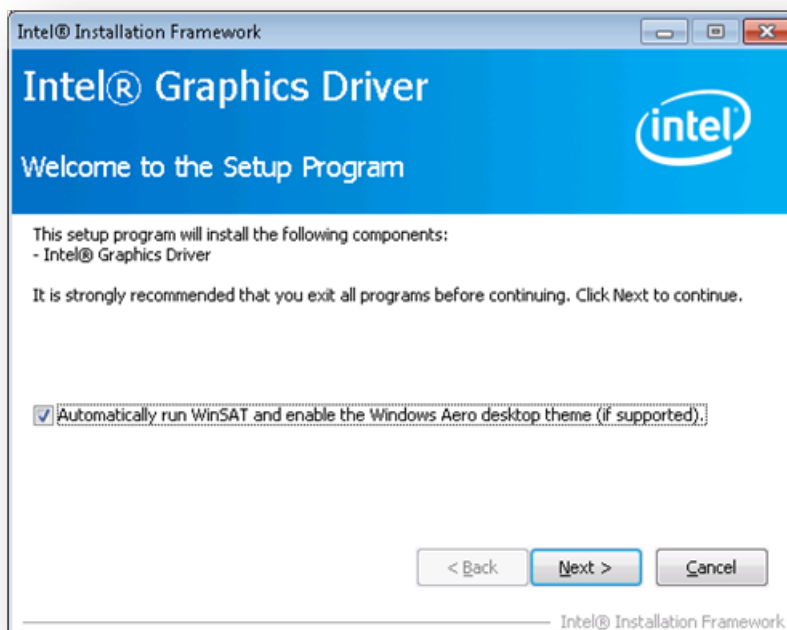 Intel® Installation Framework
Intel® Graphics Driver
intel
Welcome to the Setup Program
This setup program will install the following components:
- Intel® Graphics Driver
It is strongly recommended that you exit all programs before continuing. Click Next to continue.
Automatically run WinSAT and enable the Windows Aero desktop theme (if supported).
< Back
Next >
Cancel
Intel® Installation Framework